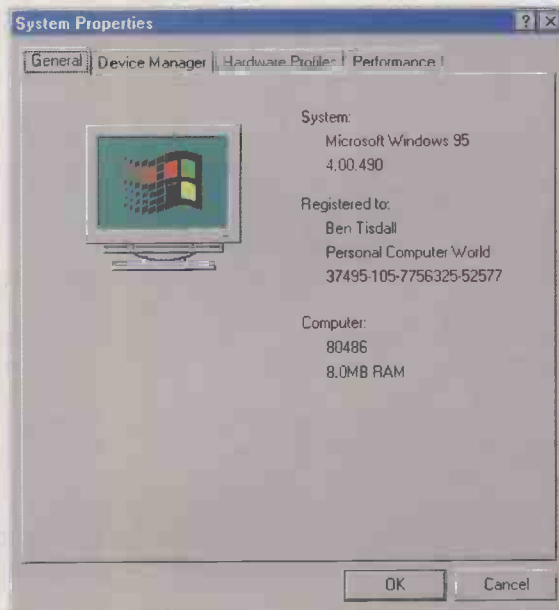 System Properties
? X
General Device Manager Hardware Profiles Performance
System:
Microsoft Windows 95
4.00.490
Registered to:
Ben Tisdall
Personal Computer World
37495-105-7756325-52577
Computer:
80486
8.0MB RAM
OK Cancel